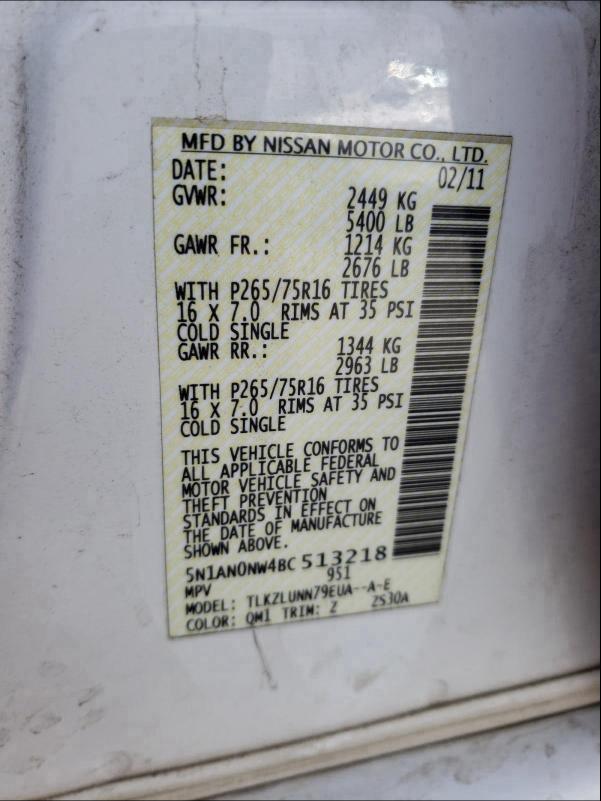 MFD BY NISSAN MOTOR CO., LTD.
DATE: 02/11
GVWR: 2449 KG
5400 LB
GAWR FR.: 1214 KG
2676 LB
WITH P265/75R16 TIRES
16 X 7.0 RIMS AT 35 PSI
COLD SINGLE
GAWR RR.: 1344 KG
2963 LB
WITH P265/75R16 TIRES
16 X 7.0 RIMS AT 35 PSI
COLD SINGLE
THIS VEHICLE CONFORMS TO
ALL APPLICABLE FEDERAL
MOTOR VEHICLE SAFETY AND
THEFT PREVENTION
STANDARDS IN EFFECT ON
THE DATE OF MANUFACTURE
SHOWN ABOVE.
5N1AN0NW4BC513218
MPV 951
MODEL: TLKZLUNN79EUA--A-E
COLOR: QM1 TRIM: Z ZS30A